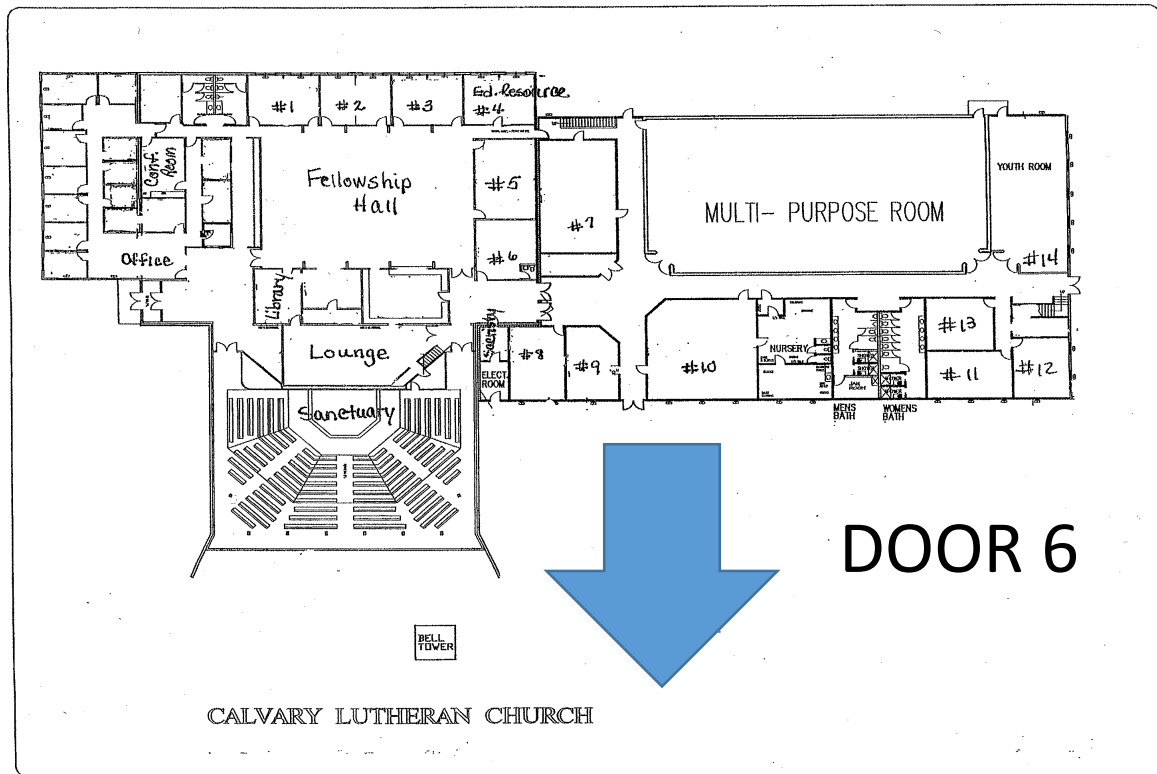 #1
#2
#3
Ed. Resource
#4
Conf.
Room
Fellowship
Hall
#5
#7
MULTI- PURPOSE ROOM
YOUTH ROOM
Office
#6
#14
Library
Sacristy
Lounge
#8
#9
#10
NURSERY
#13
#11
#12
ELECT.
ROOM
JAN
ROOM
MENS
BATH
WOMENS
BATH
Sanctuary
DOOR 6
BELL
TOWER
CALVARY LUTHERAN CHURCH